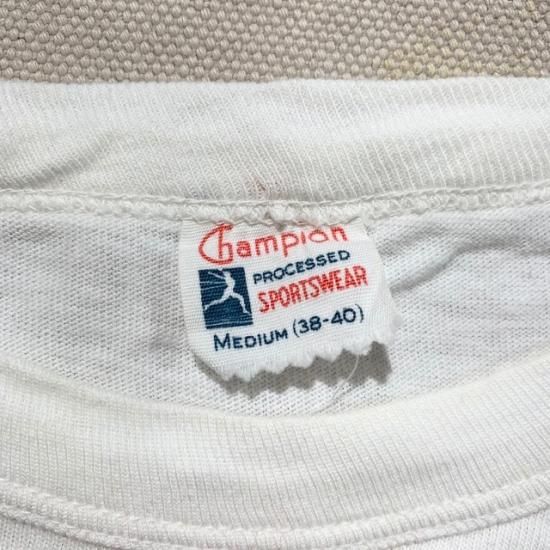 Champion
PROCESSED
SPORTSWEAR
MEDIUM (38-40)